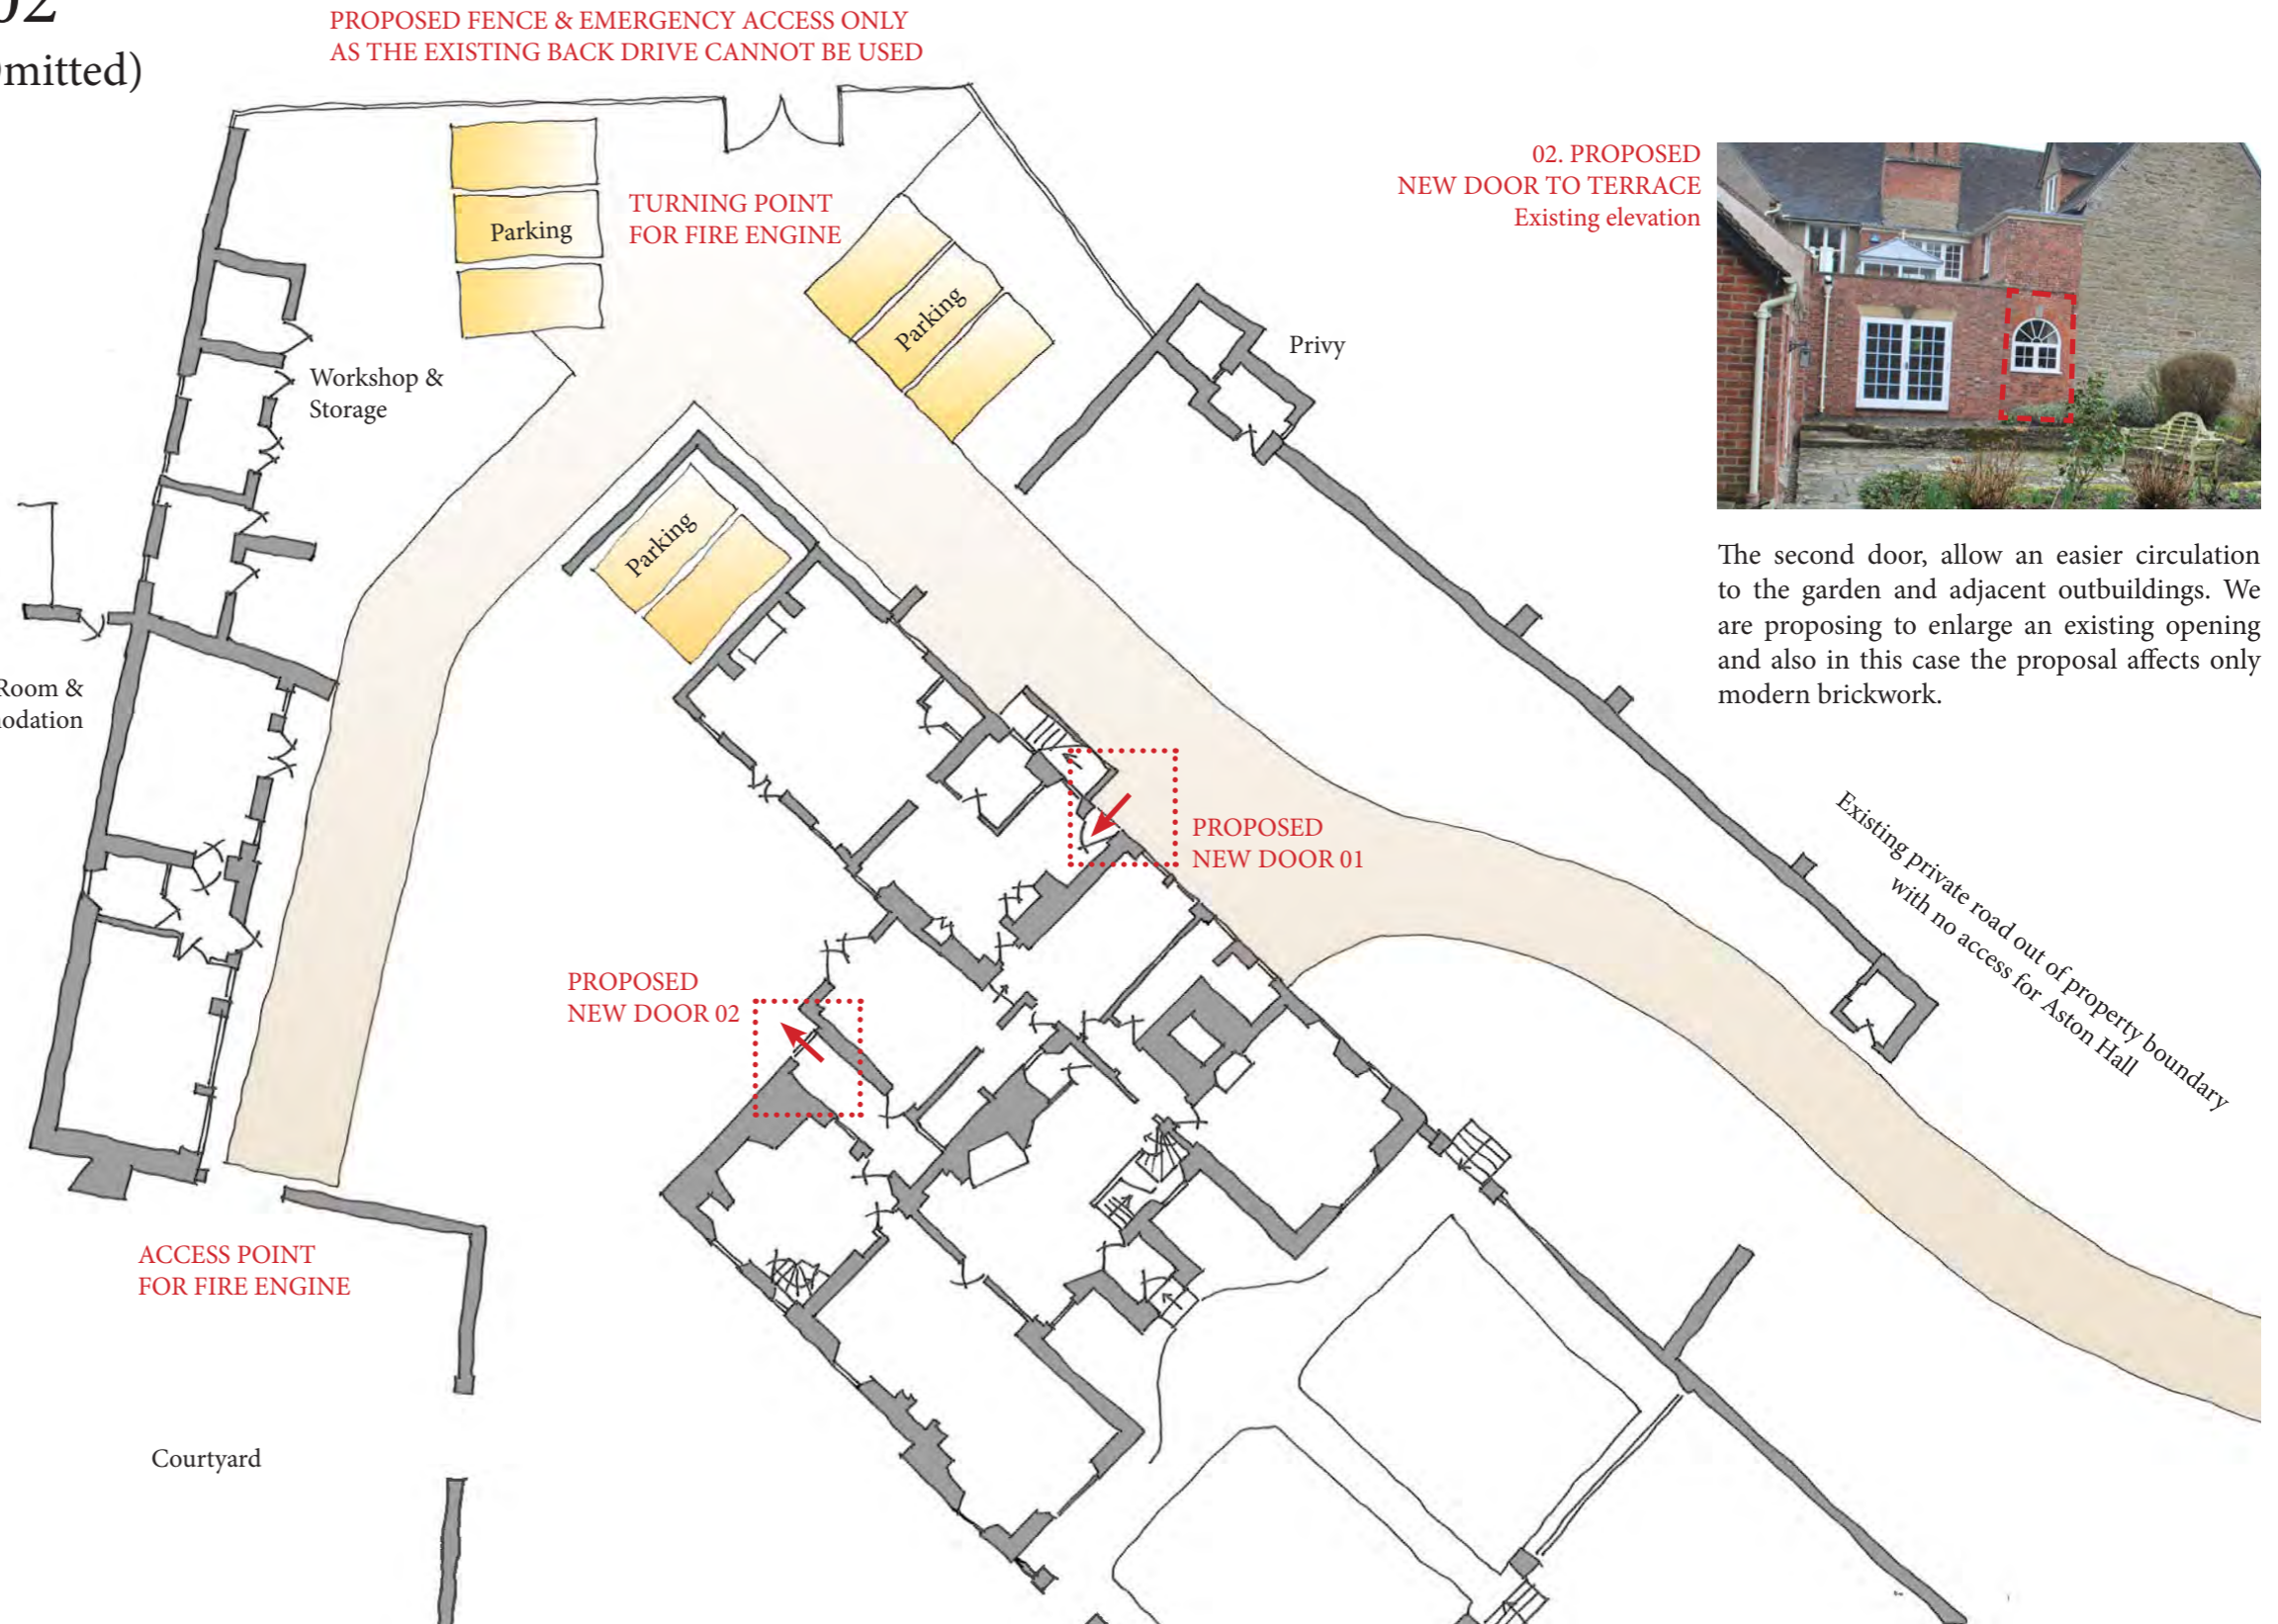 02
omitted)
PROPOSED FENCE & EMERGENCY ACCESS ONLY
AS THE EXISTING BACK DRIVE CANNOT BE USED
TURNING POINT
FOR FIRE ENGINE
Parking
Parking
Parking
Workshop &
Storage
Privy
02. PROPOSED
NEW DOOR TO TERRACE
Existing elevation
The second door, allow an easier circulation
to the garden and adjacent outbuildings. We
are proposing to enlarge an existing opening
and also in this case the proposal affects only
modern brickwork.
Room &
odation
PROPOSED
NEW DOOR 01
PROPOSED
NEW DOOR 02
Existing private road out of property boundary
with no access for Aston Hall
ACCESS POINT
FOR FIRE ENGINE
Courtyard